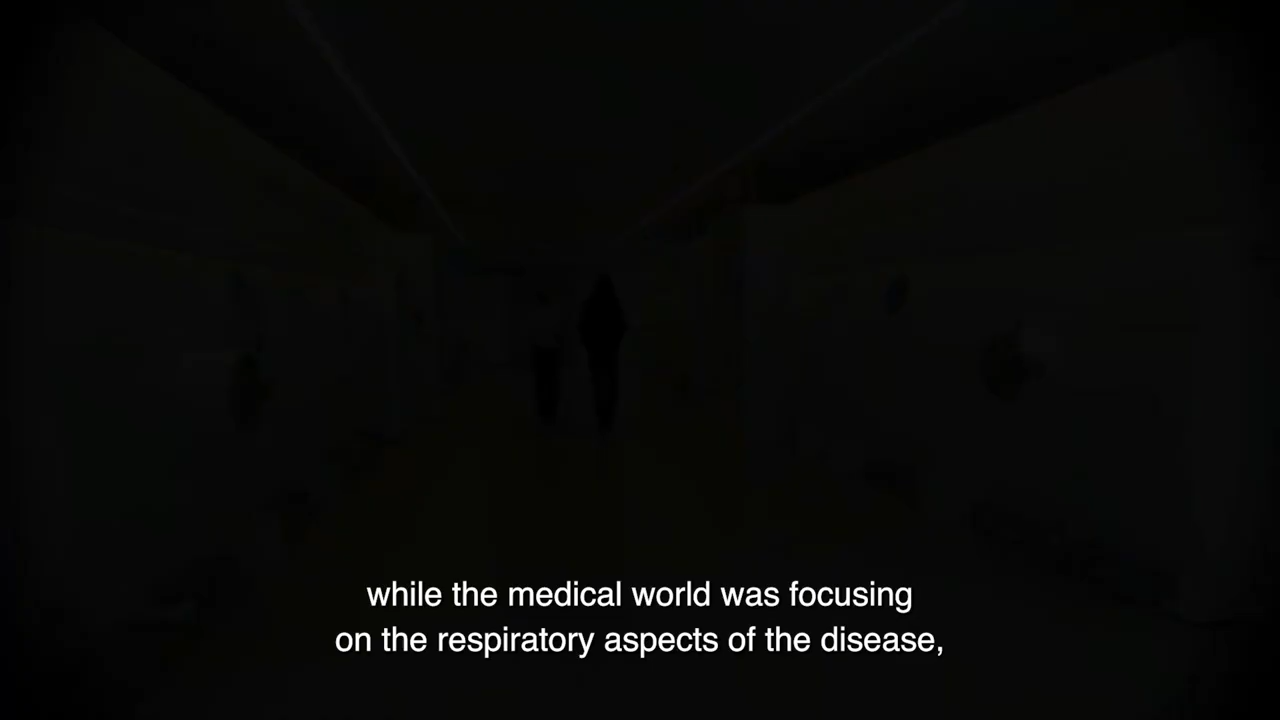 while the medical world was focusing
on the respiratory aspects of the disease,